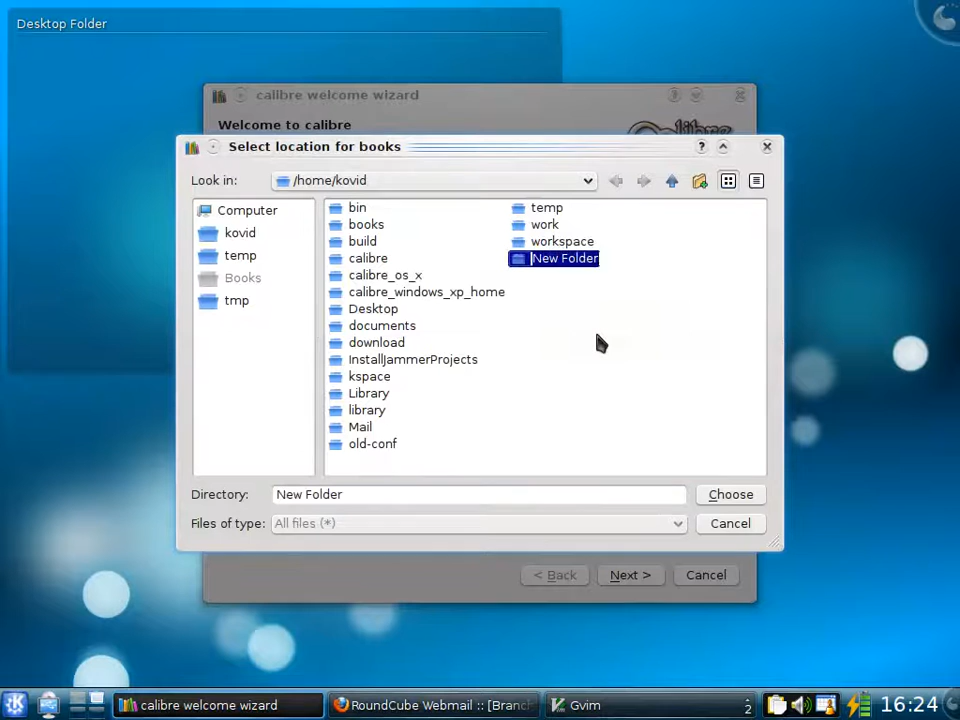 Desktop Folder
calibre welcome wizard
Welcome to calibre
Select location for books
Look in: /home/kovid
Computer
kovid
temp
Books
tmp
bin
books
build
calibre
calibre_os_x
calibre_windows_xp_home
Desktop
documents
download
InstallJammerProjects
kspace
Library
library
Mail
old-conf
temp
work
workspace
New Folder
Directory: New Folder
Choose
Files of type: All files (*)
Cancel
< Back
Next >
Cancel
calibre welcome wizard
RoundCube Webmail :: [Branch
Gvim
2
16:24